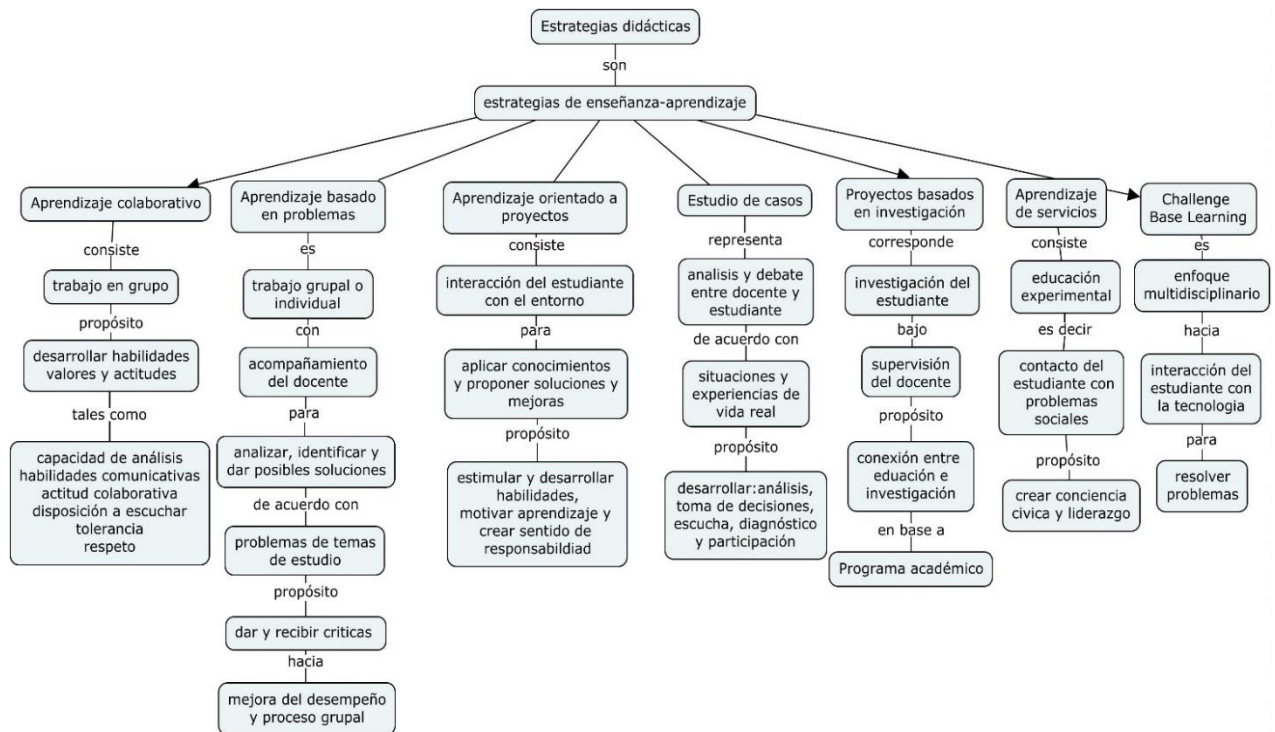 Estrategias didácticas
son
estrategias de enseñanza-aprendizaje
Aprendizaje colaborativo
consiste
trabajo en grupo
propósito
desarrollar habilidades
valores y actitudes
tales como
capacidad de análisis
habilidades comunicativas
actitud colaborativa
disposición a escuchar
tolerancia
respeto
Aprendizaje basado
en problemas
es
trabajo grupal o
individual
con
acompañamiento
del docente
para
analizar, identificar y
dar posibles soluciones
de acuerdo con
problemas de temas
de estudio
propósito
dar y recibir criticas
hacia
mejora del desempeño
y proceso grupal
Aprendizaje orientado a
proyectos
consiste
interacción del estudiante
con el entorno
para
aplicar conocimientos
y proponer soluciones y
mejoras
propósito
estimular y desarrollar
habilidades,
motivar aprendizaje y
crear sentido de
responsabildiad
Estudio de casos
representa
analisis y debate
entre docente y
estudiante
de acuerdo con
situaciones y
experiencias de
vida real
propósito
desarrollar:análisis,
toma de decisiones,
escucha, diagnóstico
y participación
Proyectos basados
en investigación
corresponde
investigación del
estudiante
bajo
supervisión
del docente
propósito
conexión entre
eduación e
investigación
en base a
Programa académico
Aprendizaje
de servicios
consiste
educación
experimental
es decir
contacto del
estudiante con
problemas
sociales
propósito
crear conciencia
civica y liderazgo
Challenge
Base Learning
es
enfoque
multidisciplinario
hacia
interacción del
estudiante con
la tecnologia
para
resolver
problemas